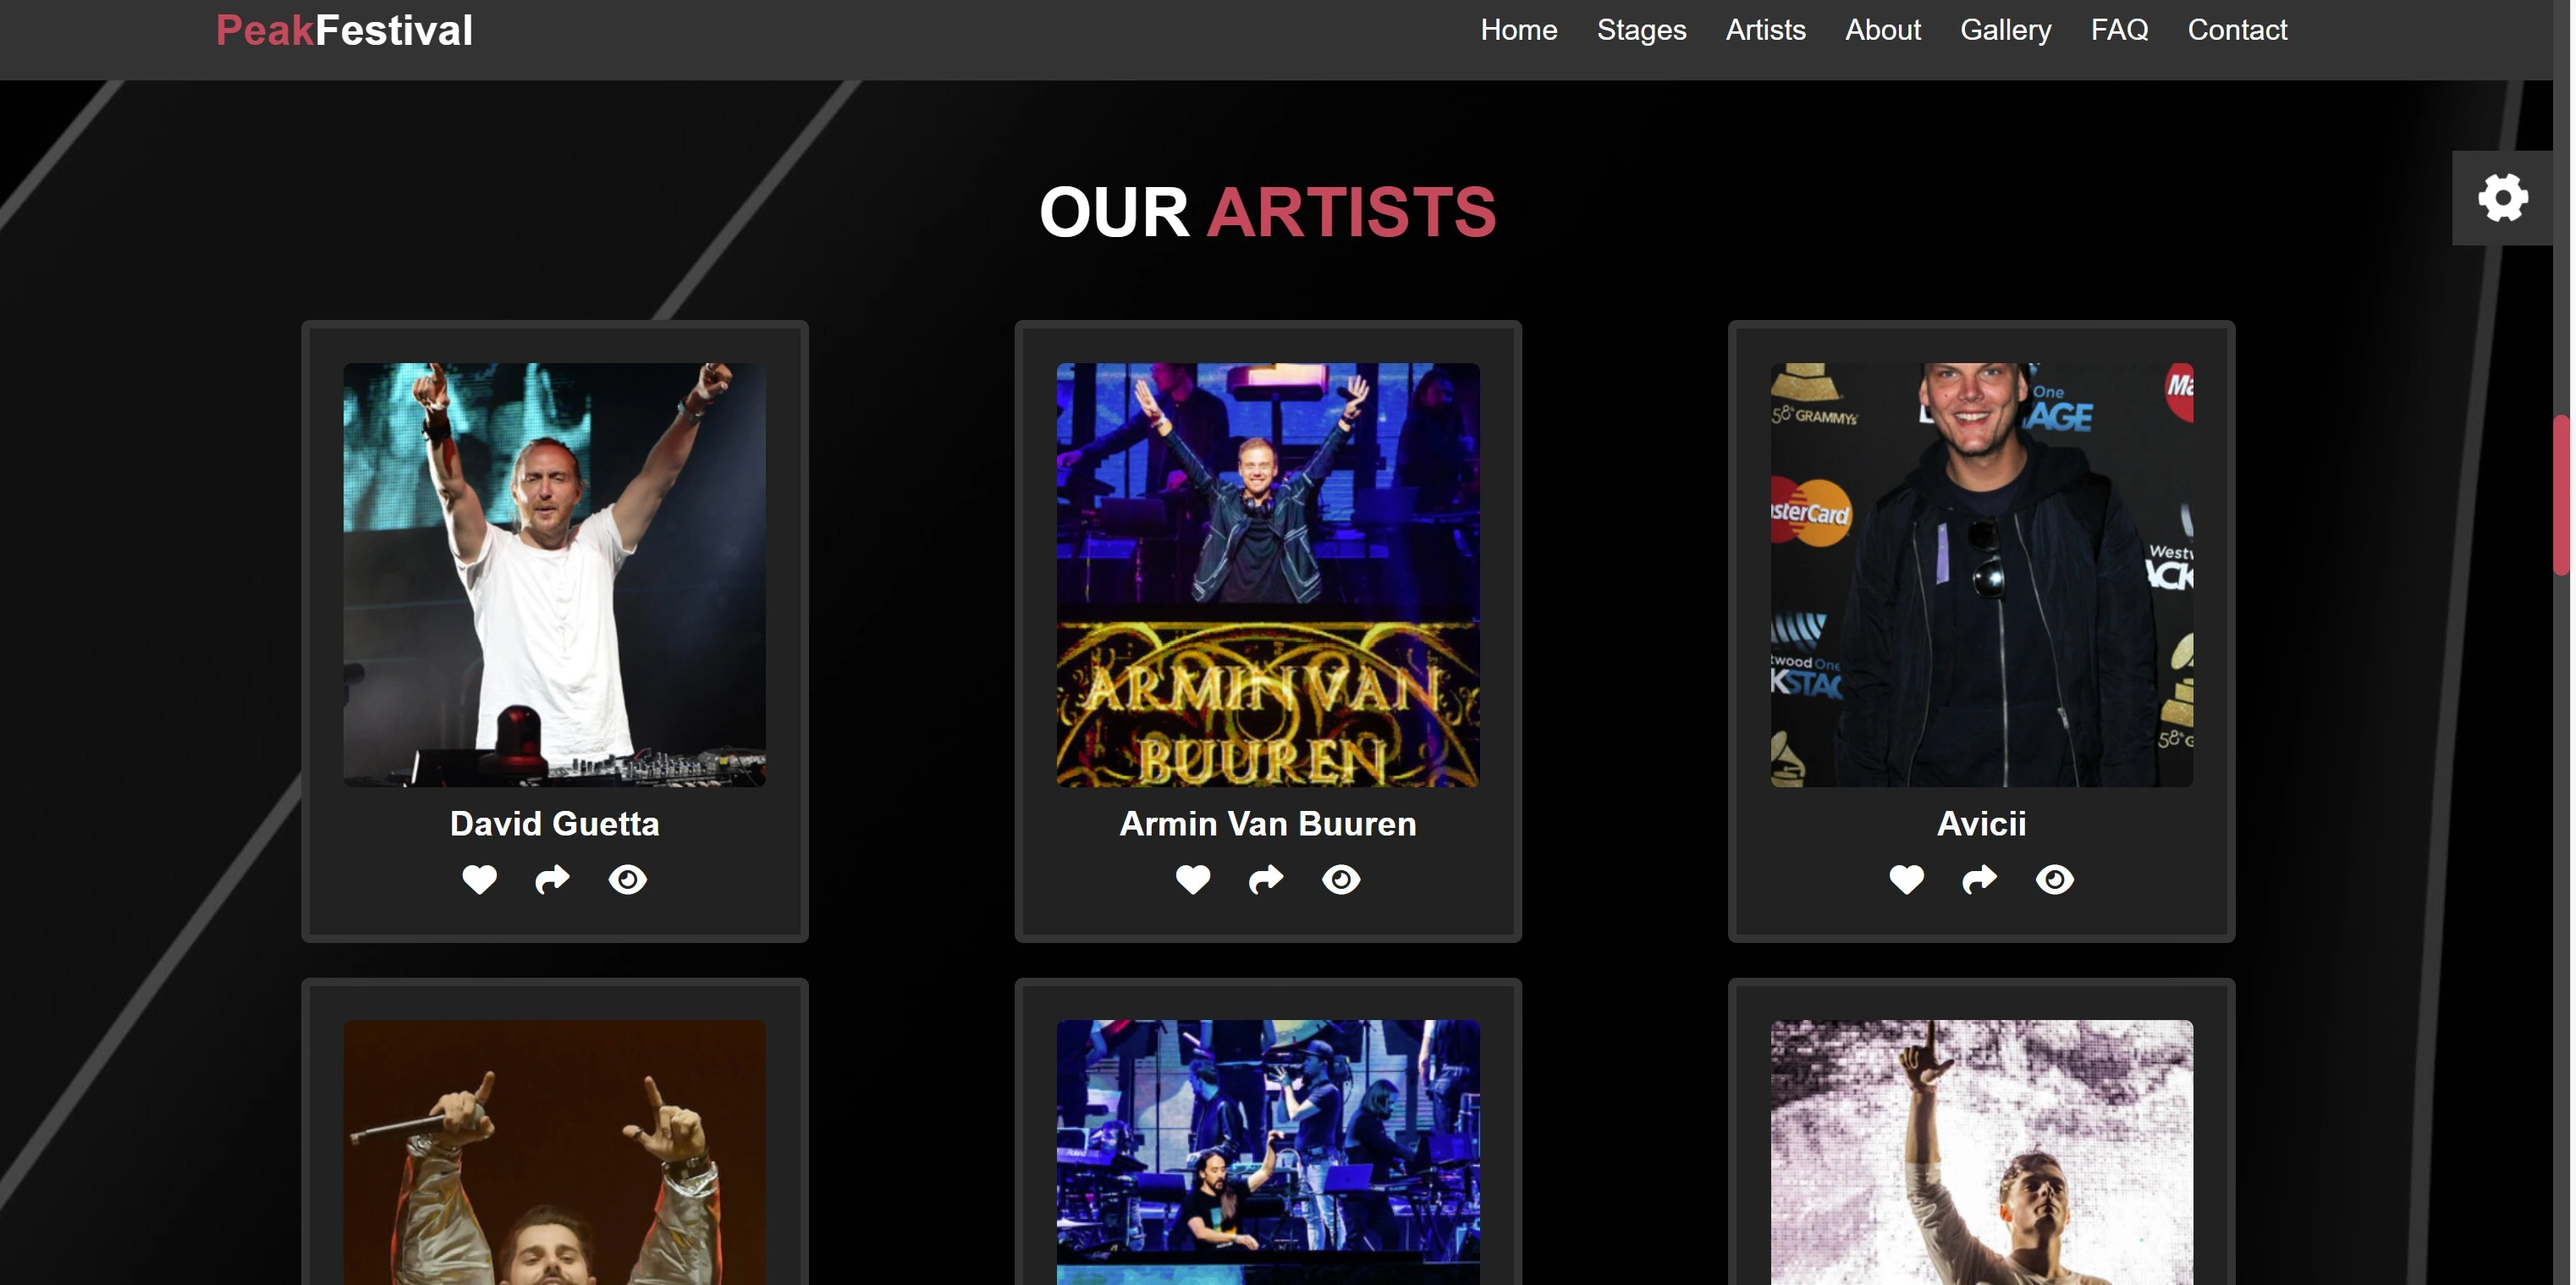 PeakFestival
Home Stages Artists About Gallery FAQ Contact
OUR ARTISTS
58th GRAMMYs
One
AGE
Ma
sterCard
West
ACK
twood One
KSTAG
58th G
ARMIN VAN
BUUREN
Roland
David Guetta
Armin Van Buuren
Avicii